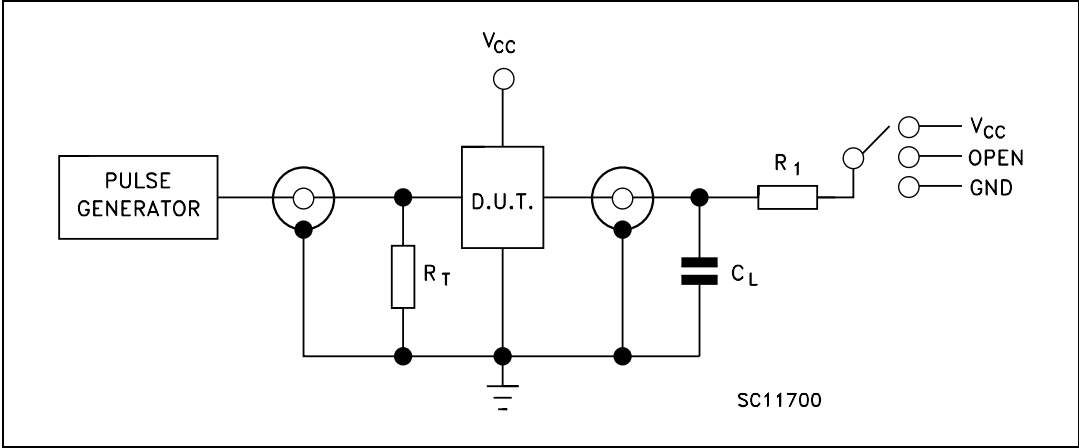 VCC
PULSE
GENERATOR
D.U.T.
RT
CL
R1
VCC
OPEN
GND
SC11700